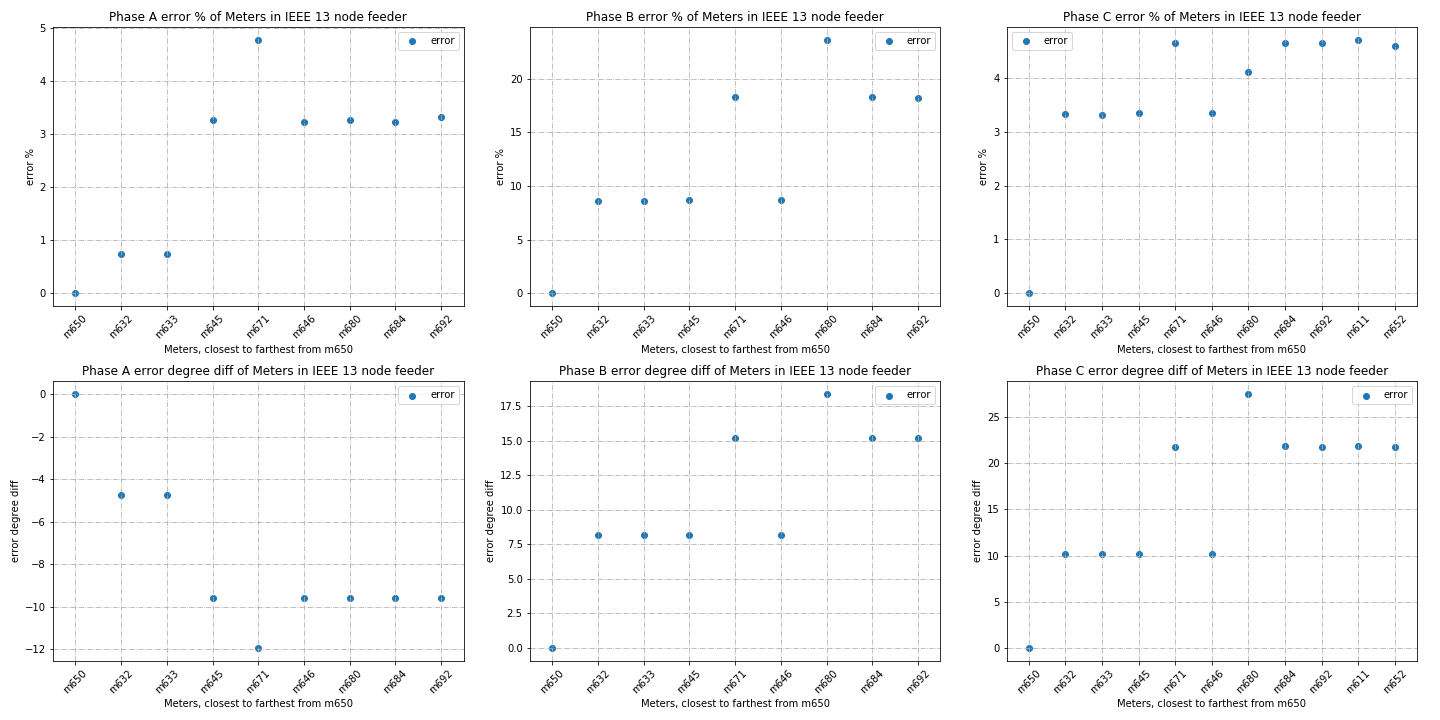 Phase A error % of Meters in IEEE 13 node feeder
error %
5
4
3
2
1
0
error
m650 m632 m633 m645 m671 m646 m680 m684 m692
Meters, closest to farthest from m650
Phase B error % of Meters in IEEE 13 node feeder
error %
20
15
10
5
0
error
m650 m632 m633 m645 m671 m646 m680 m684 m692
Meters, closest to farthest from m650
Phase C error % of Meters in IEEE 13 node feeder
error %
4
3
2
1
0
error
m650 m632 m633 m645 m671 m646 m680 m684 m692 m611 m652
Meters, closest to farthest from m650
Phase A error degree diff of Meters in IEEE 13 node feeder
error degree diff
0
−2
−4
−6
−8
−10
−12
error
m650 m632 m633 m645 m671 m646 m680 m684 m692
Meters, closest to farthest from m650
Phase B error degree diff of Meters in IEEE 13 node feeder
error degree diff
17.5
15.0
12.5
10.0
7.5
5.0
2.5
0.0
error
m650 m632 m633 m645 m671 m646 m680 m684 m692
Meters, closest to farthest from m650
Phase C error degree diff of Meters in IEEE 13 node feeder
error degree diff
25
20
15
10
5
0
error
m650 m632 m633 m645 m671 m646 m680 m684 m692 m611 m652
Meters, closest to farthest from m650